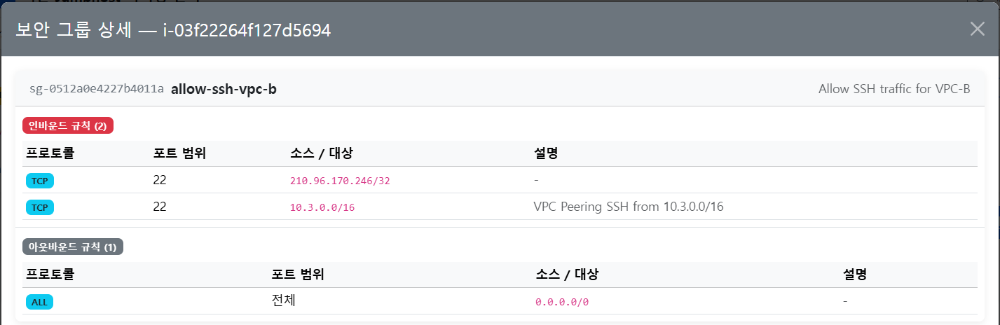 보안 그룹 상세 — i-03f22264f127d5694
sg-0512a0e4227b4011a allow-ssh-vpc-b Allow SSH traffic for VPC-B
인바운드 규칙 (2)
프로토콜 포트 범위 소스 / 대상 설명
TCP 22 210.96.170.246/32 -
TCP 22 10.3.0.0/16 VPC Peering SSH from 10.3.0.0/16
아웃바운드 규칙 (1)
프로토콜 포트 범위 소스 / 대상 설명
ALL 전체 0.0.0.0/0 -